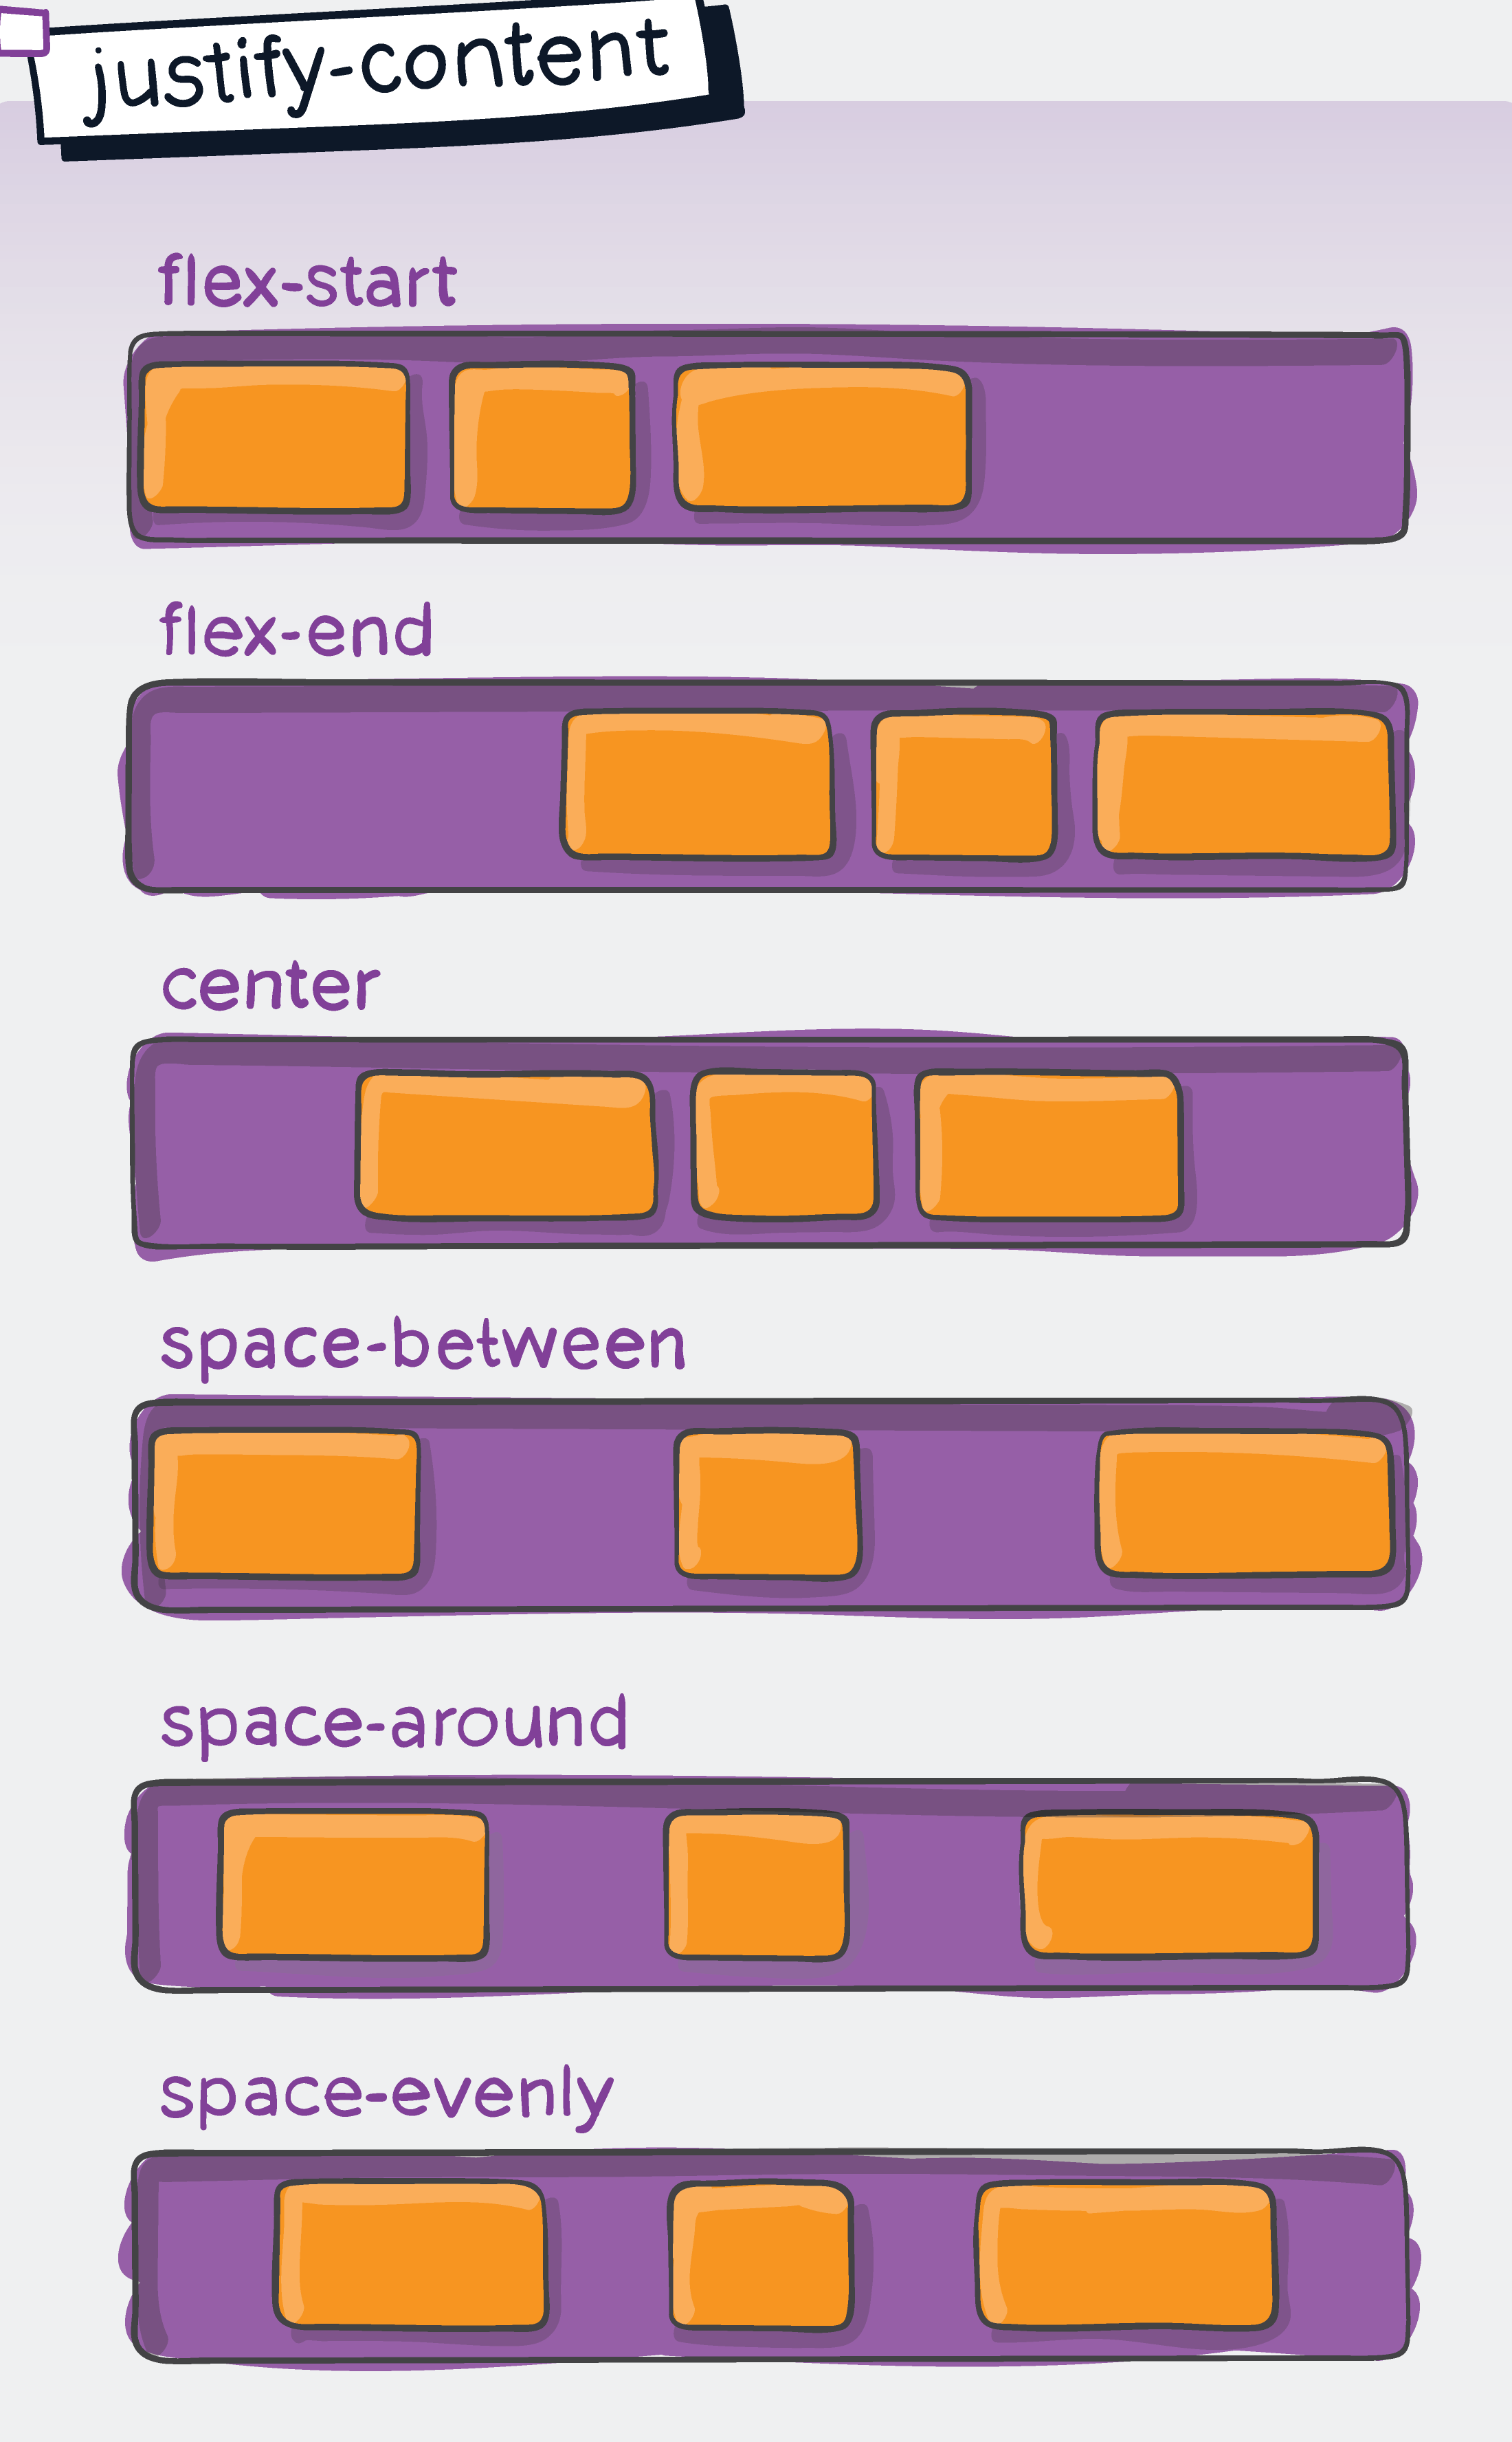 justify-content
flex-start
flex-end
center
space-between
space-around
space-evenly